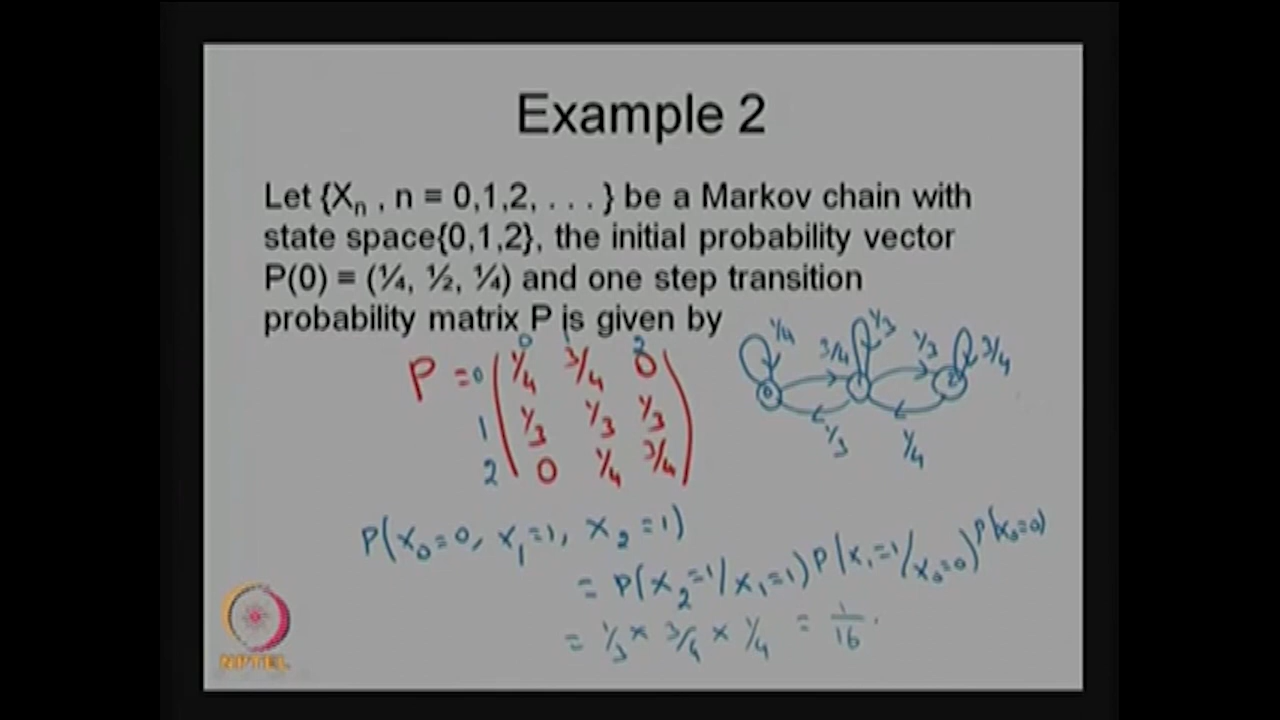 Example 2
Let {Xn , n = 0,1,2, . . . } be a Markov chain with
state space{0,1,2}, the initial probability vector
P(0) = (¼, ½, ¼) and one step transition
probability matrix P is given by
0 1 2
P = 0 ( 1/4 3/4 0
1 1/3 1/3 1/3
2 0 1/4 3/4 )
1/4 3/4 1/3 1/3 3/4
0 1 2
1/3 1/4
P(X0=0, X1=1, X2=1)
= P(X2=1/X1=1) P(X1=1/X0=0) P(X0=0)
= 1/3 × 3/4 × 1/4 = 1/16.
NPTEL